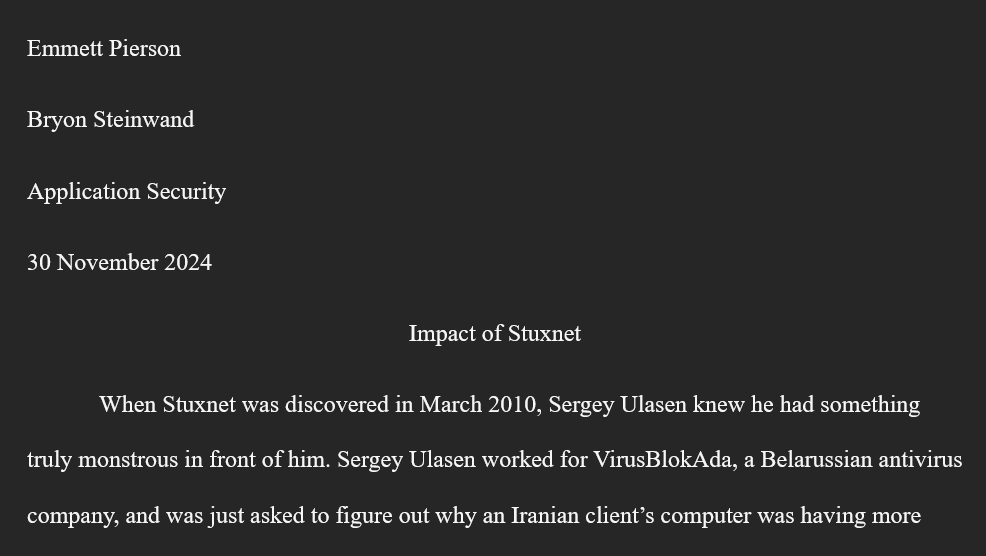 Emmett Pierson
Bryon Steinwand
Application Security
30 November 2024
Impact of Stuxnet
When Stuxnet was discovered in March 2010, Sergey Ulasen knew he had something
truly monstrous in front of him. Sergey Ulasen worked for VirusBlokAda, a Belarussian antivirus
company, and was just asked to figure out why an Iranian client’s computer was having more